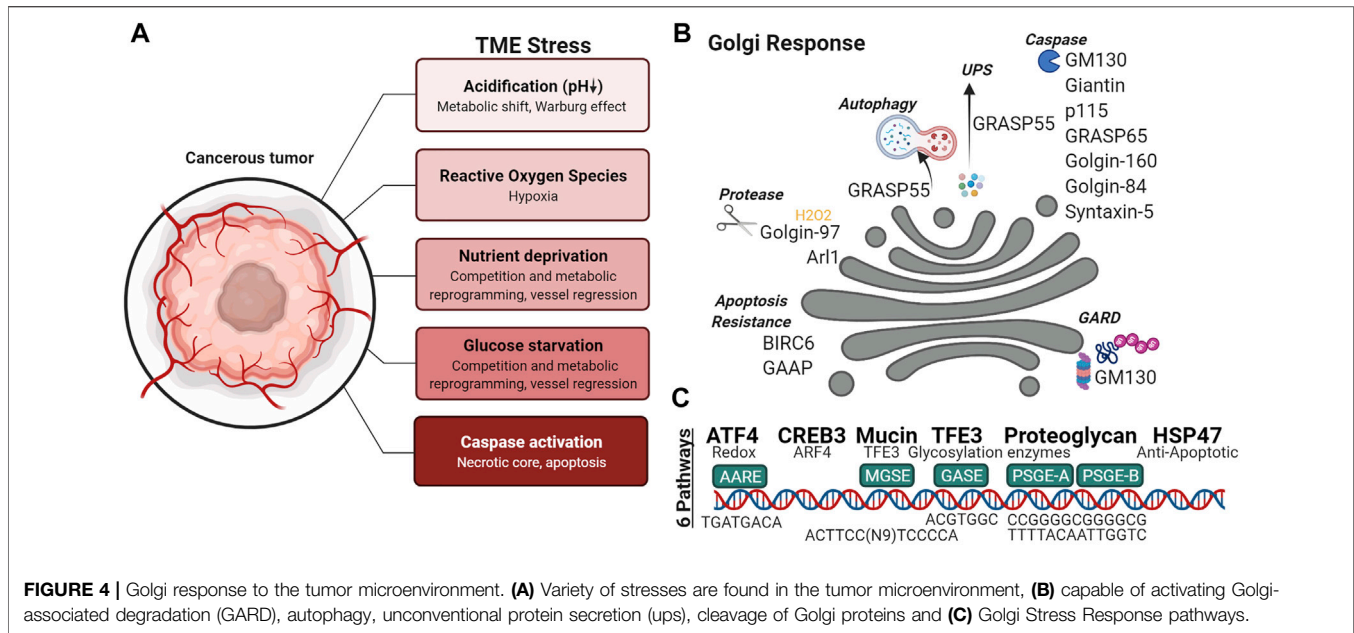 A
TME Stress
Acidification (pH↓)
Metabolic shift, Warburg effect
Cancerous tumor
Reactive Oxygen Species
Hypoxia
Nutrient deprivation
Competition and metabolic
reprogramming, vessel regression
Glucose starvation
Competition and metabolic
reprogramming, vessel regression
Caspase activation
Necrotic core, apoptosis
B
Golgi Response
Caspase
GM130
Giantin
p115
GRASP65
Golgin-160
Golgin-84
Syntaxin-5
UPS
GRASP55
Autophagy
GRASP55
Protease
H202
Golgin-97
Arl1
Apoptosis
Resistance
BIRC6
GAAP
GARD
S S S S
GM130
C
6 Pathways
ATF4 CREB3 Mucin TFE3 Proteoglycan HSP47
Redox ARF4 TFE3 Glycosylation enzymes Anti-Apoptotic
AARE MGSE GASE PSGE-A PSGE-B
TGATGACA ACGTGGC CCGGGGCGGGGCG
ACTTCC(N9)TCCCCA TTTTACAATTGGTC
FIGURE 4 | Golgi response to the tumor microenvironment. (A) Variety of stresses are found in the tumor microenvironment, (B) capable of activating Golgi-
associated degradation (GARD), autophagy, unconventional protein secretion (ups), cleavage of Golgi proteins and (C) Golgi Stress Response pathways.